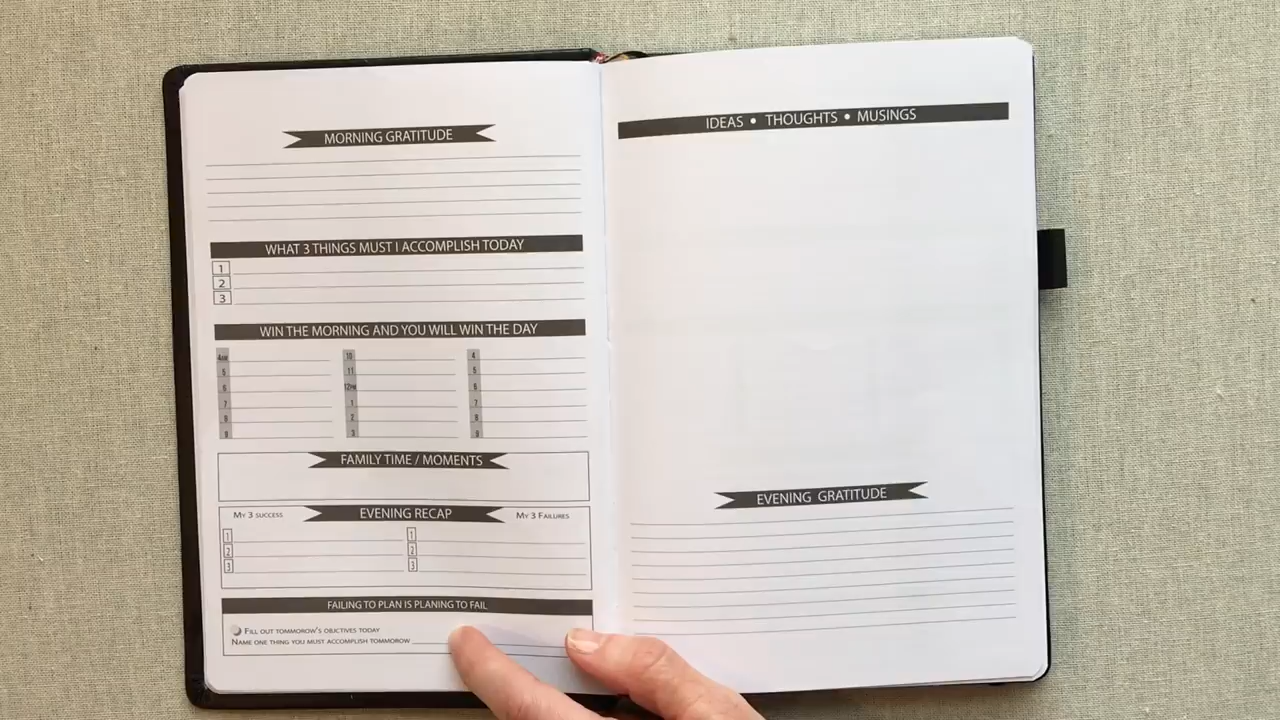 MORNING GRATITUDE
WHAT 3 THINGS MUST I ACCOMPLISH TODAY
1
2
3
WIN THE MORNING AND YOU WILL WIN THE DAY
4AM 10 4
5 11 5
6 12PM 6
7 1 7
8 2 8
9 3 9
FAMILY TIME / MOMENTS
MY 3 SUCCESS EVENING RECAP MY 3 FAILURES
1 1
2 2
3 3
FAILING TO PLAN IS PLANING TO FAIL
FILL OUT TOMMOROW'S OBJCTIVES TODAY
NAME ONE THING YOU MUST ACCOMPLISH TOMMOROW
IDEAS • THOUGHTS • MUSINGS
EVENING GRATITUDE